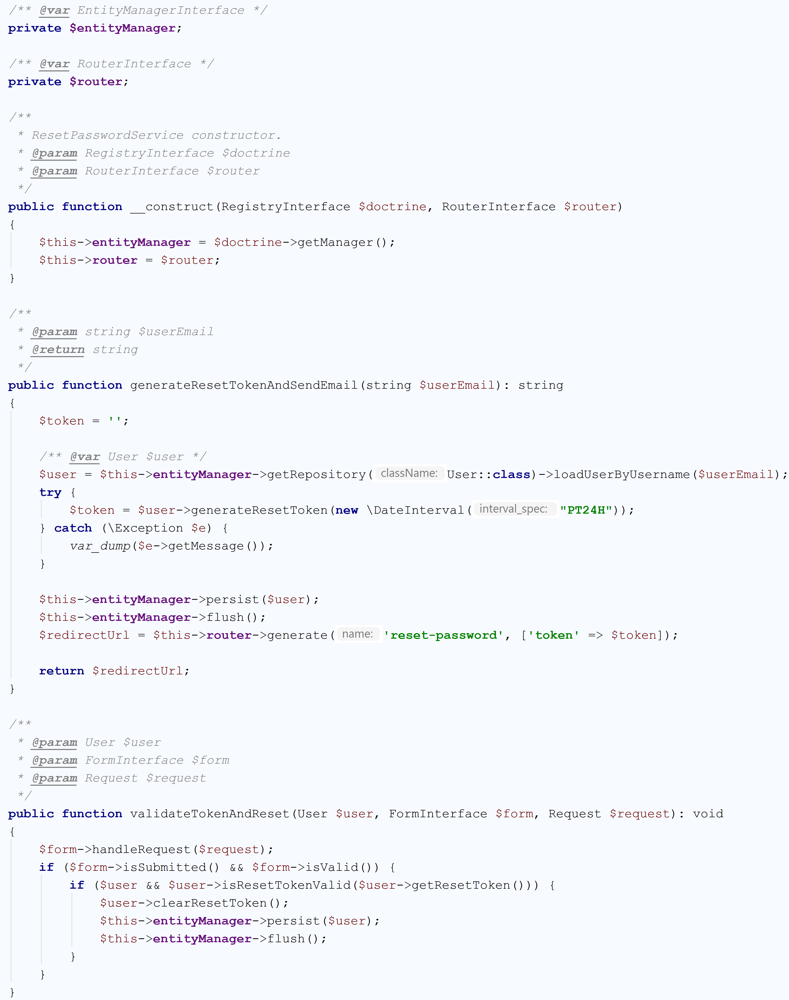 /** @var EntityManagerInterface */
private $entityManager;
/** @var RouterInterface */
private $router;
/**
 * ResetPasswordService constructor.
 * @param RegistryInterface $doctrine
 * @param RouterInterface $router
 */
public function __construct(RegistryInterface $doctrine, RouterInterface $router)
{
    $this->entityManager = $doctrine->getManager();
    $this->router = $router;
}
/**
 * @param string $userEmail
 * @return string
 */
public function generateResetTokenAndSendEmail(string $userEmail): string
{
    $token = '';
    /** @var User $user */
    $user = $this->entityManager->getRepository( className: User::class)->loadUserByUsername($userEmail);
    try {
        $token = $user->generateResetToken(new \DateInterval( interval_spec: "PT24H"));
    } catch (\Exception $e) {
        var_dump($e->getMessage());
    }
    $this->entityManager->persist($user);
    $this->entityManager->flush();
    $redirectUrl = $this->router->generate( name: 'reset-password', ['token' => $token]);
    return $redirectUrl;
}
/**
 * @param User $user
 * @param FormInterface $form
 * @param Request $request
 */
public function validateTokenAndReset(User $user, FormInterface $form, Request $request): void
{
    $form->handleRequest($request);
    if ($form->isSubmitted() && $form->isValid()) {
        if ($user && $user->isResetTokenValid($user->getResetToken())) {
            $user->clearResetToken();
            $this->entityManager->persist($user);
            $this->entityManager->flush();
        }
    }
}